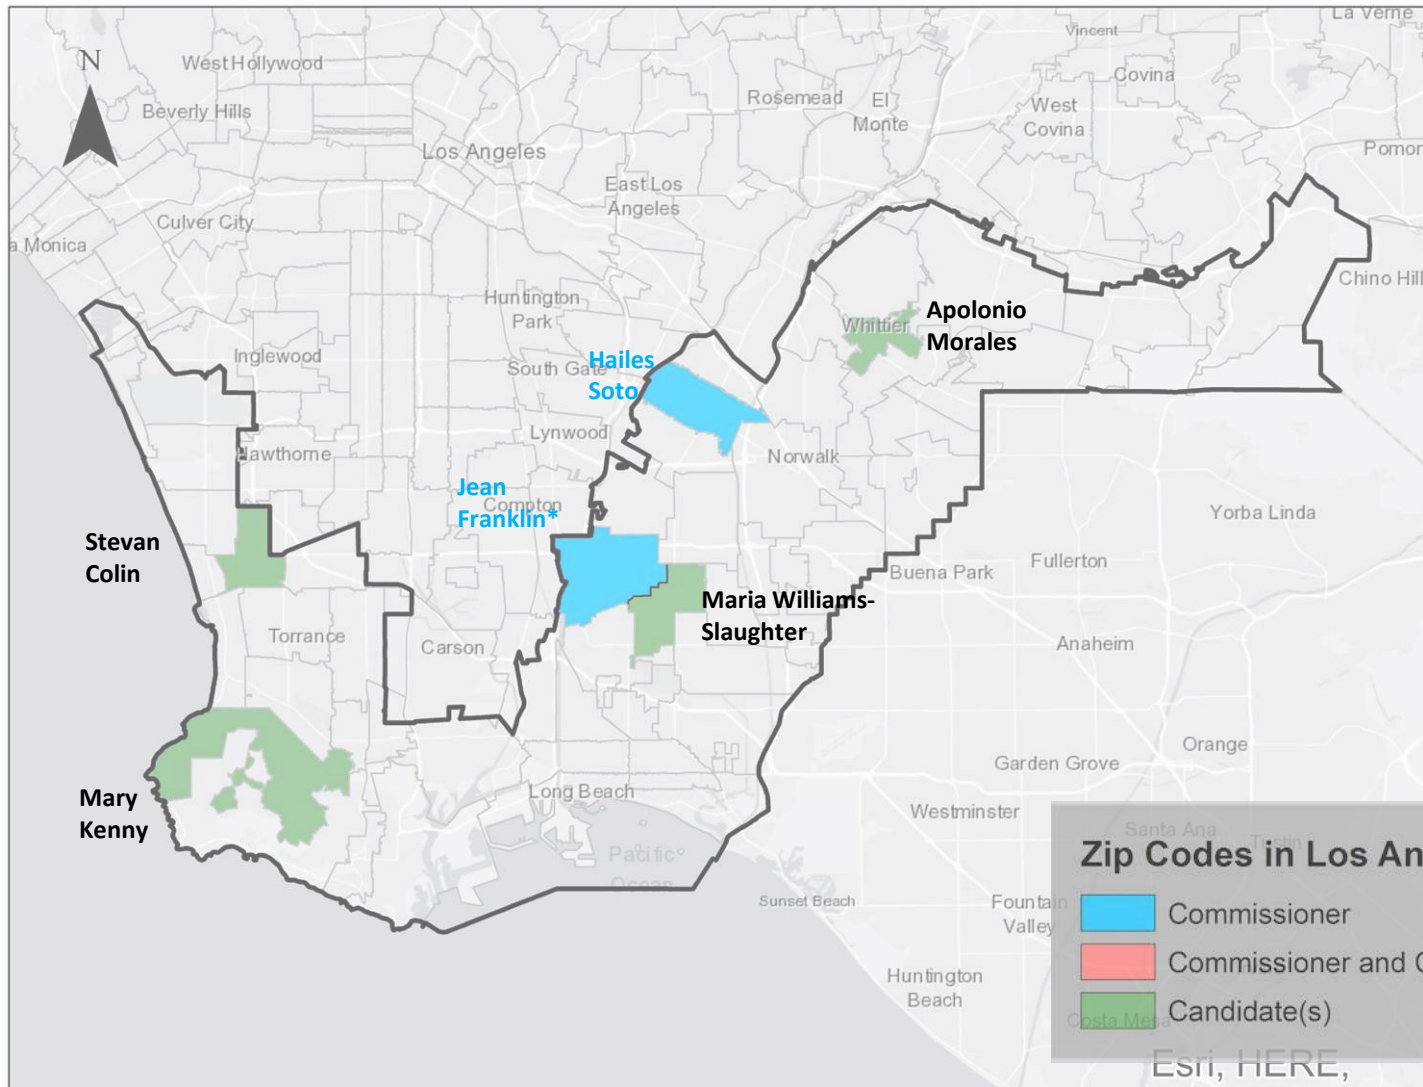 La Verne
Vincent
N
West Hollywood
Covina
Beverly Hills
Rosemead
El
Monte
West
Covina
Los Angeles
East Los
Angeles
Culver City
a Monica
Chino Hill
Huntington
Park
Whittier
Apolonio
Morales
Inglewood
Hailes
Soto
South Gate
Lynwood
Hawthorne
Norwalk
Jean
Franklin*
Compton
Yorba Linda
Stevan
Colin
Fullerton
Buena Park
Maria Williams-
Slaughter
Torrance
Carson
Anaheim
Orange
Garden Grove
Mary
Kenny
Long Beach
Westminster
Santa Ana
Tustin
Pacific
Ocean
Zip Codes in Los An
Sunset Beach
Fountain
Valley
Commissioner
Commissioner and C
Huntington
Beach
Candidate(s)
Costa Mesa
Esri, HERE,
Pomon